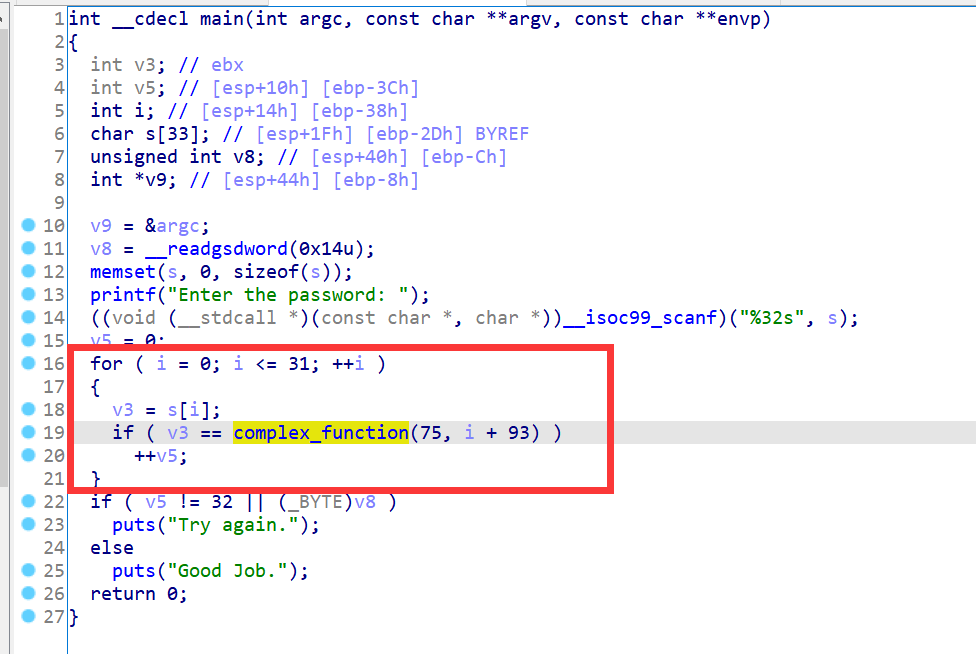 1 int __cdecl main(int argc, const char **argv, const char **envp)
2 {
3 int v3; // ebx
4 int v5; // [esp+10h] [ebp-3Ch]
5 int i; // [esp+14h] [ebp-38h]
6 char s[33]; // [esp+1Fh] [ebp-2Dh] BYREF
7 unsigned int v8; // [esp+40h] [ebp-Ch]
8 int *v9; // [esp+44h] [ebp-8h]
9
10 v9 = &argc;
11 v8 = __readgsdword(0x14u);
12 memset(s, 0, sizeof(s));
13 printf("Enter the password: ");
14 ((void (__stdcall *)(const char *, char *))__isoc99_scanf)("%32s", s);
15 v5 = 0;
16 for ( i = 0; i <= 31; ++i )
17 {
18 v3 = s[i];
19 if ( v3 == complex_function(75, i + 93) )
20 ++v5;
21 }
22 if ( v5 != 32 || (_BYTE)v8 )
23 puts("Try again.");
24 else
25 puts("Good Job.");
26 return 0;
27 }